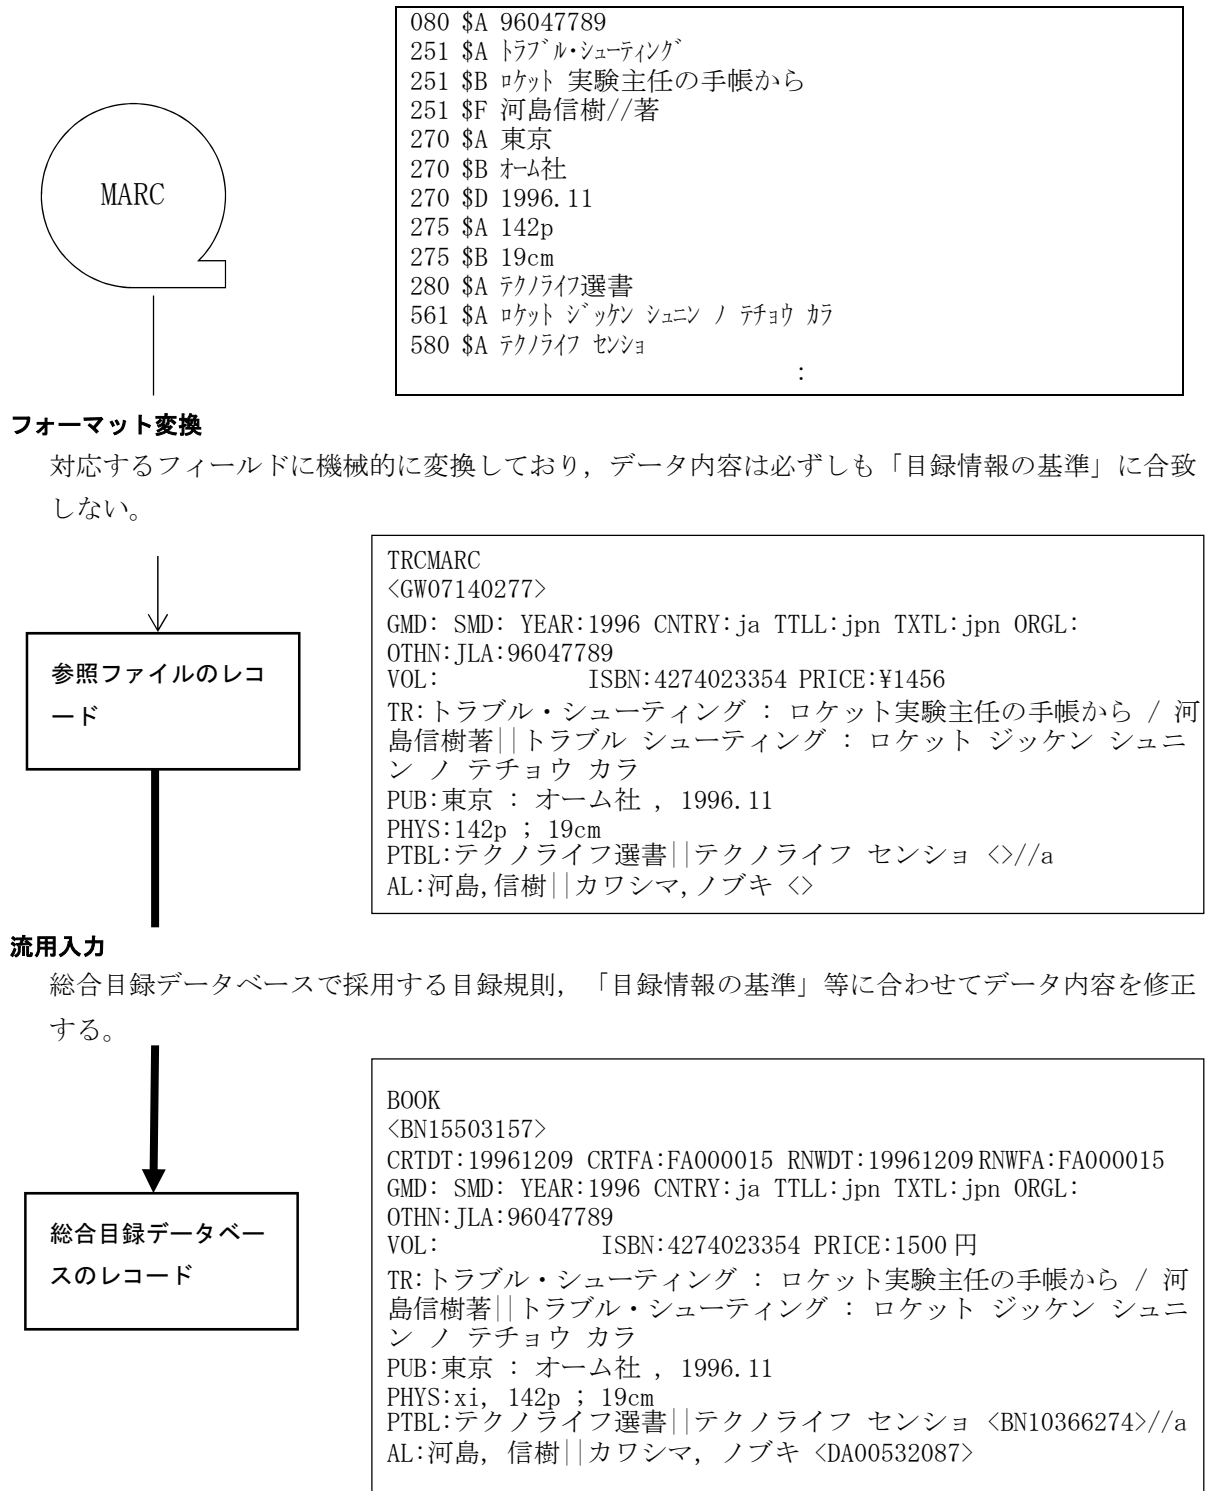 MARC
080 $A 96047789
251 $A ﾄﾗﾌﾞﾙ･ｼｭｰﾃｨﾝｸﾞ
251 $B ﾛｹｯﾄ 実験主任の手帳から
251 $F 河島信樹//著
270 $A 東京
270 $B ｵｰﾑ社
270 $D 1996.11
275 $A 142p
275 $B 19cm
280 $A ﾃｸﾉﾗｲﾌ選書
561 $A ﾛｹｯﾄ ｼﾞｯｹﾝ ｼｭﾆﾝ ﾉ ﾃﾁｮｳ ｶﾗ
580 $A ﾃｸﾉﾗｲﾌ ｾﾝｼｮ
：
フォーマット変換
対応するフィールドに機械的に変換しており，データ内容は必ずしも「目録情報の基準」に合致
しない。
参照ファイルのレコ
ード
TRCMARC
<GW07140277>
GMD: SMD: YEAR:1996 CNTRY:ja TTLL:jpn TXTL:jpn ORGL:
OTHN:JLA:96047789
VOL: ISBN:4274023354 PRICE:¥1456
TR:トラブル・シューティング : ロケット実験主任の手帳から / 河
島信樹著||トラブル シューティング : ロケット ジッケン シュニ
ン ノ テチョウ カラ
PUB:東京 : オーム社 , 1996.11
PHYS:142p ; 19cm
PTBL:テクノライフ選書||テクノライフ センショ <>//a
AL:河島,信樹||カワシマ,ノブキ <>
流用入力
総合目録データベースで採用する目録規則，「目録情報の基準」等に合わせてデータ内容を修正
する。
総合目録データベー
スのレコード
BOOK
<BN15503157>
CRTDT:19961209 CRTFA:FA000015 RNWDT:19961209 RNWFA:FA000015
GMD: SMD: YEAR:1996 CNTRY:ja TTLL:jpn TXTL:jpn ORGL:
OTHN:JLA:96047789
VOL: ISBN:4274023354 PRICE:1500円
TR:トラブル・シューティング : ロケット実験主任の手帳から / 河
島信樹著||トラブル・シューティング : ロケット ジッケン シュニ
ン ノ テチョウ カラ
PUB:東京 : オーム社 , 1996.11
PHYS:xi, 142p ; 19cm
PTBL:テクノライフ選書||テクノライフ センショ <BN10366274>//a
AL:河島, 信樹||カワシマ, ノブキ <DA00532087>